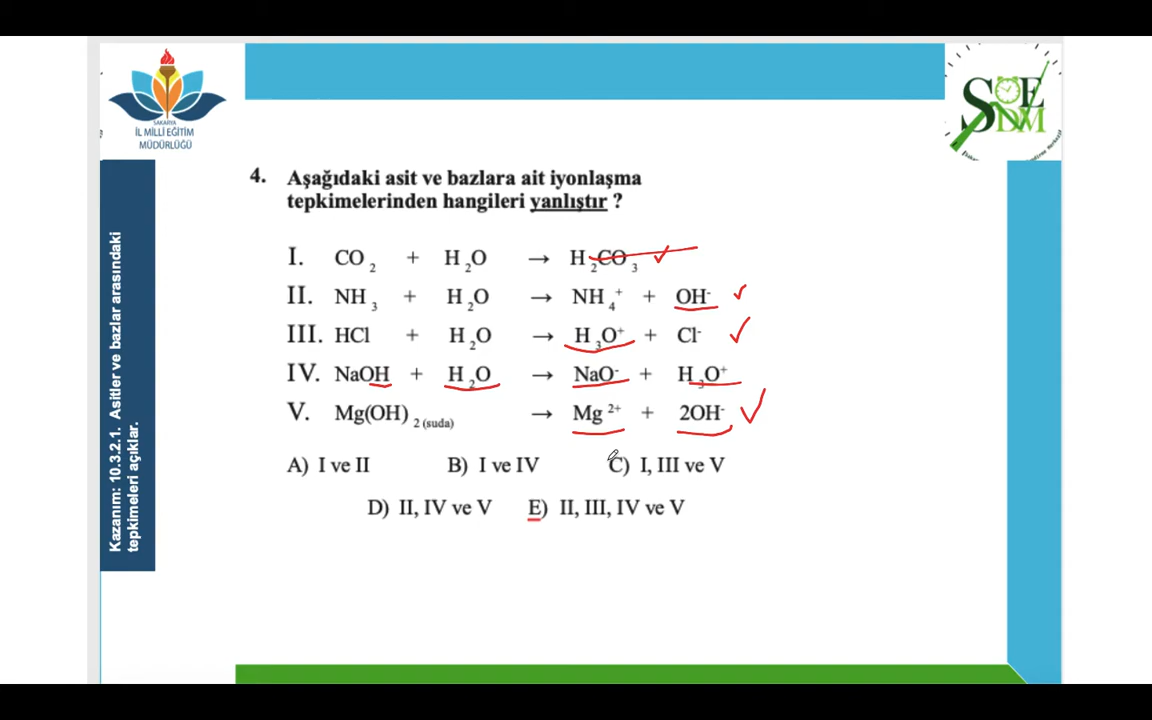 SAKARYA
İL MİLLİ EĞİTİM
MÜDÜRLÜĞÜ
SDM
Kazanım: 10.3.2.1. Asitler ve bazlar arasındaki
tepkimeleri açıklar.
4. Aşağıdaki asit ve bazlara ait iyonlaşma
tepkimelerinden hangileri yanlıştır ?
I. CO₂ + H₂O → H₂CO₃
II. NH₃ + H₂O → NH₄⁺ + OH⁻
III. HCl + H₂O → H₃O⁺ + Cl⁻
IV. NaOH + H₂O → NaO⁻ + H₃O⁺
V. Mg(OH)₂ (suda) → Mg²⁺ + 2OH⁻
A) I ve II B) I ve IV C) I, III ve V
D) II, IV ve V E) II, III, IV ve V